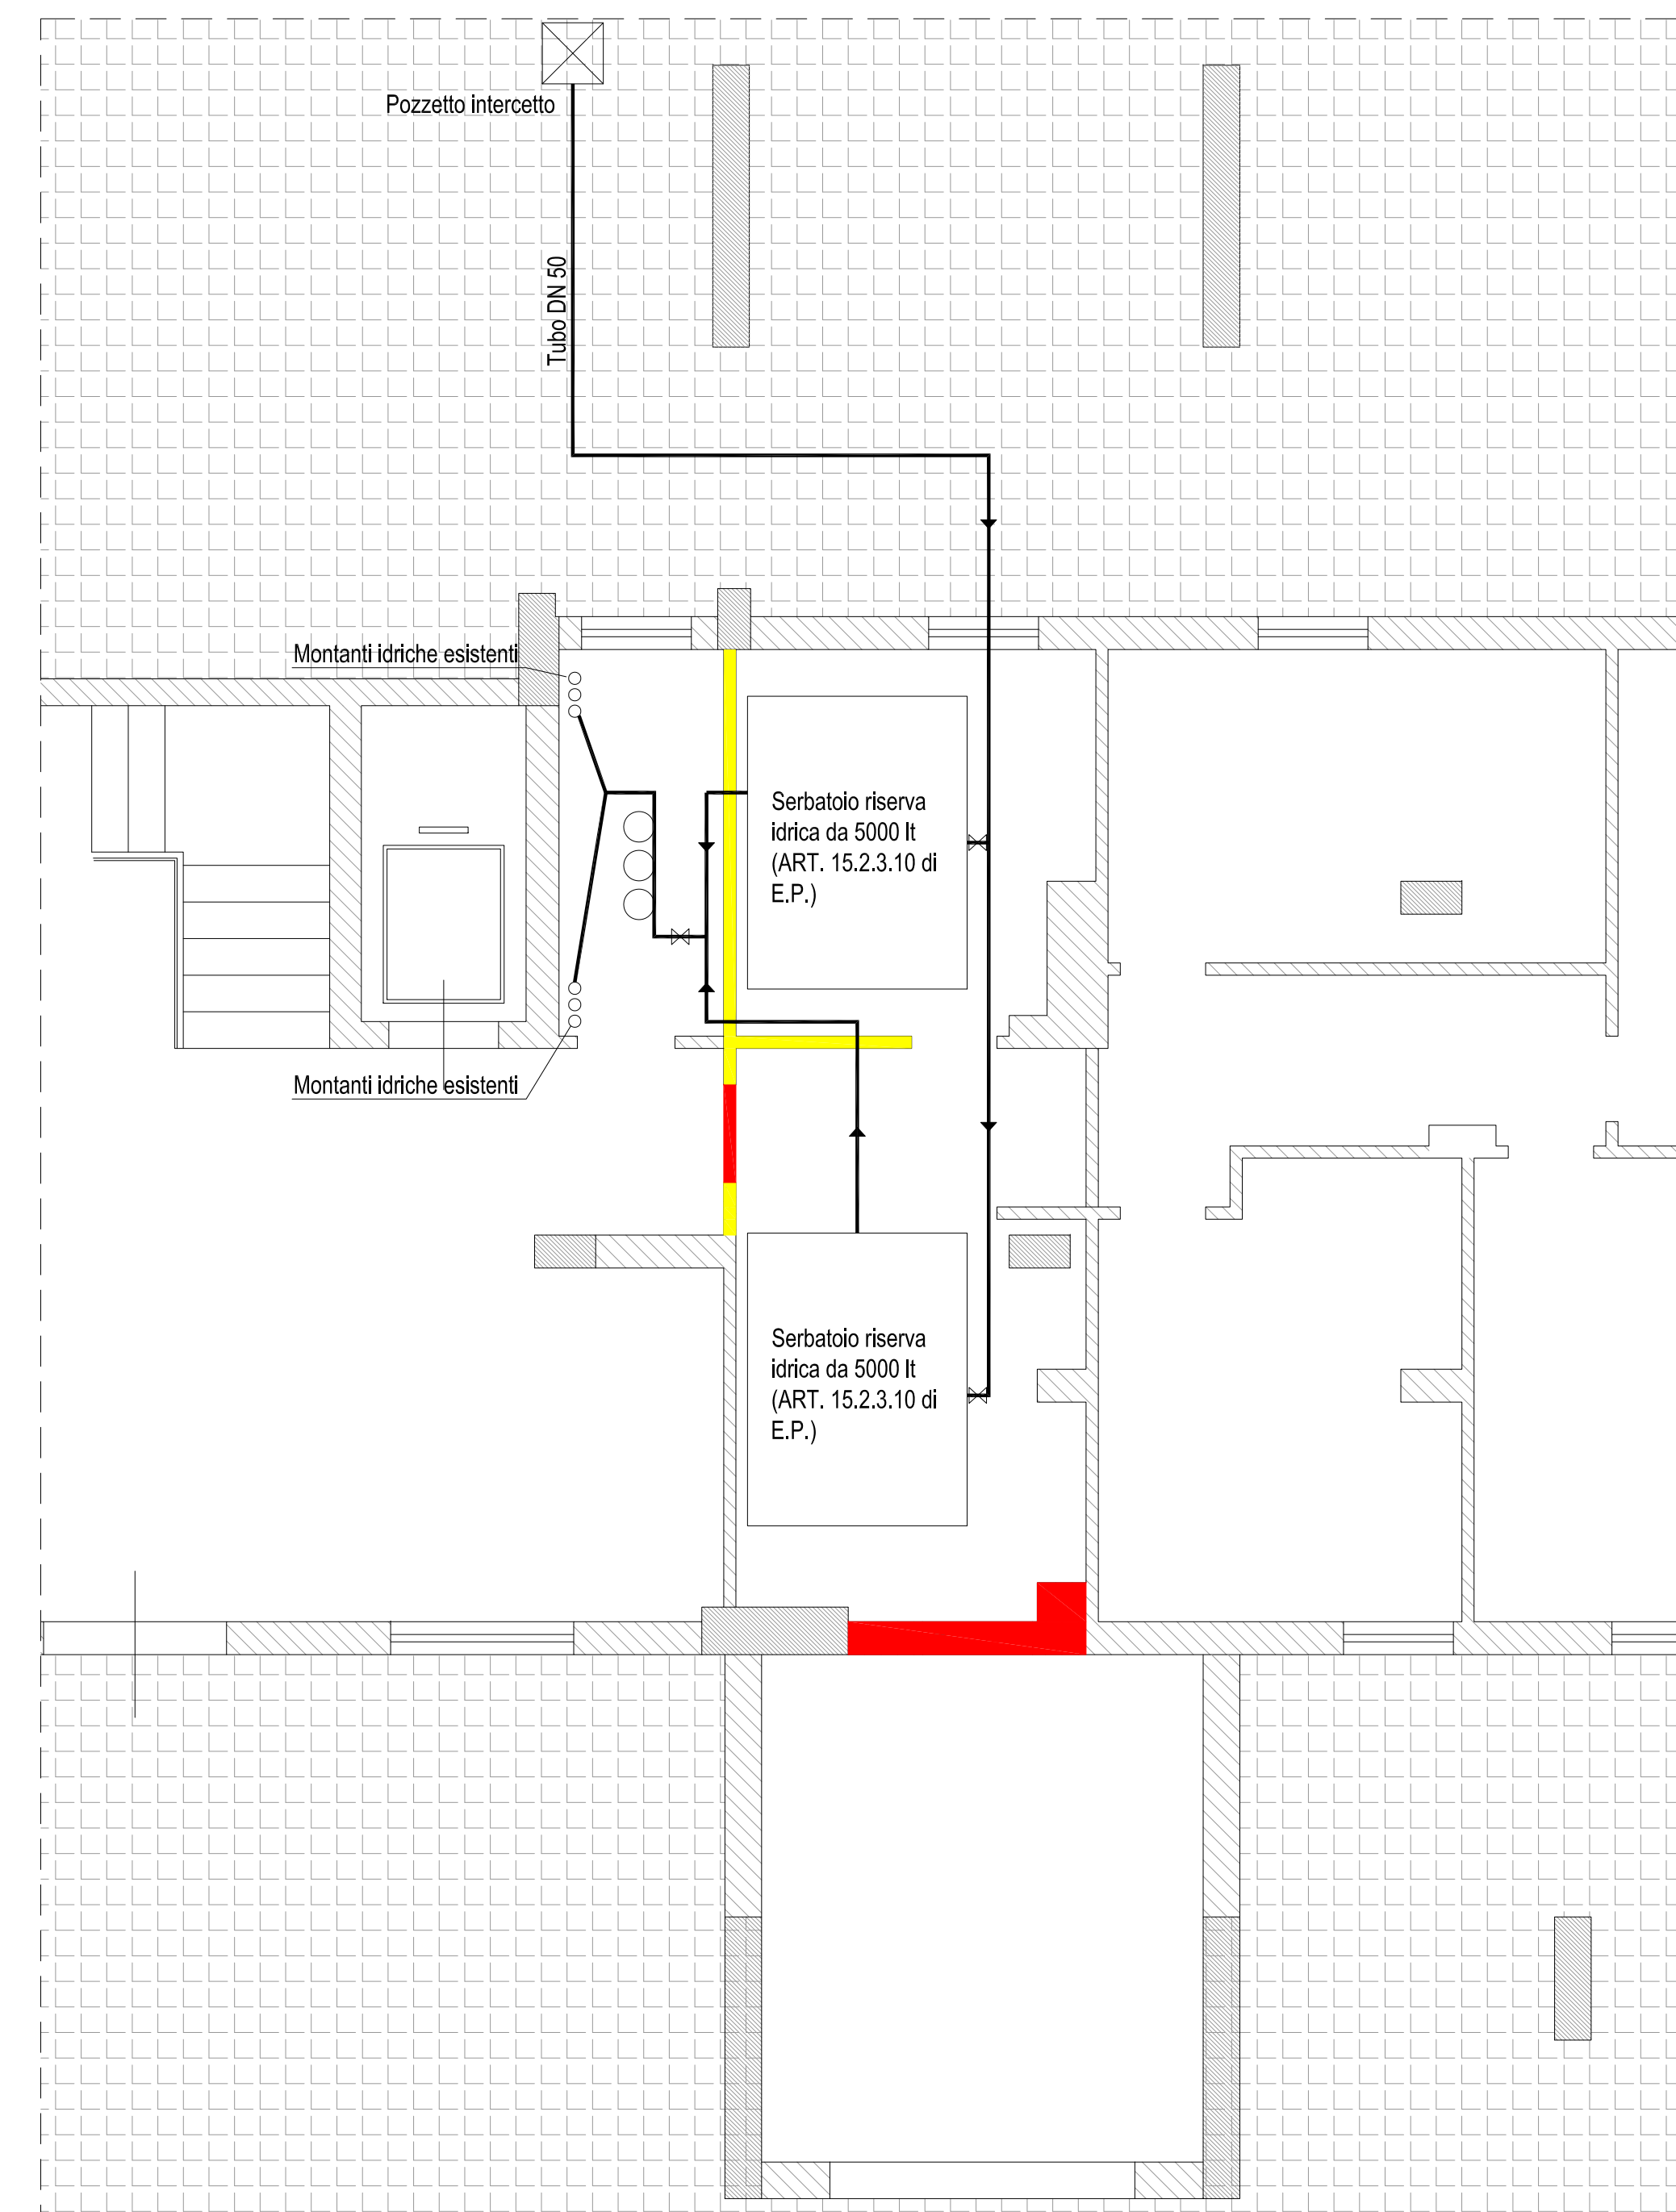 Pozzetto intercetto
Tubo DN 50
Montanti idriche esistenti
Serbatoio riserva
idrica da 5000 lt
(ART. 15.2.3.10 di
E.P.)
Montanti idriche esistenti
Serbatoio riserva
idrica da 5000 lt
(ART. 15.2.3.10 di
E.P.)